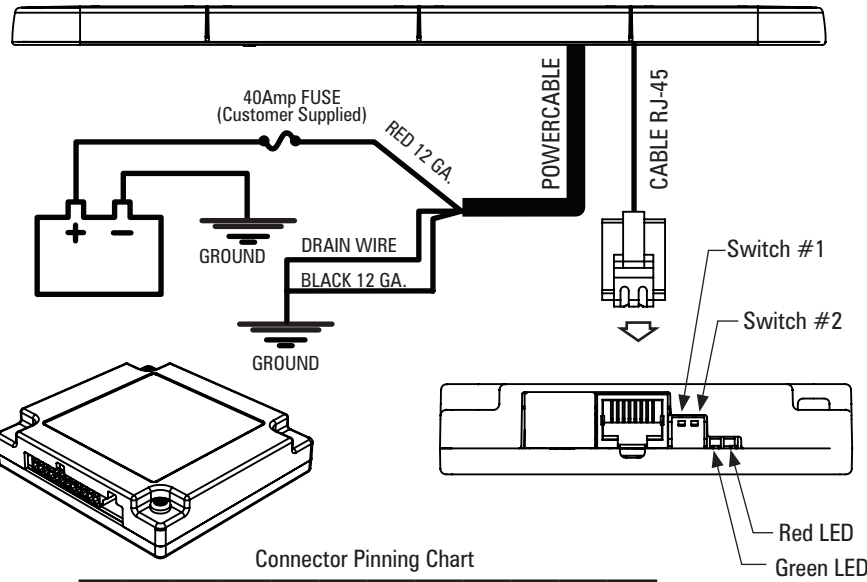 POWERCABLE
CABLE RJ-45
40Amp FUSE
(Customer Supplied)
RED 12 GA.
+ −
GROUND
DRAIN WIRE
BLACK 12 GA.
GROUND
Switch #1
Switch #2
Red LED
Green LED
Connector Pinning Chart